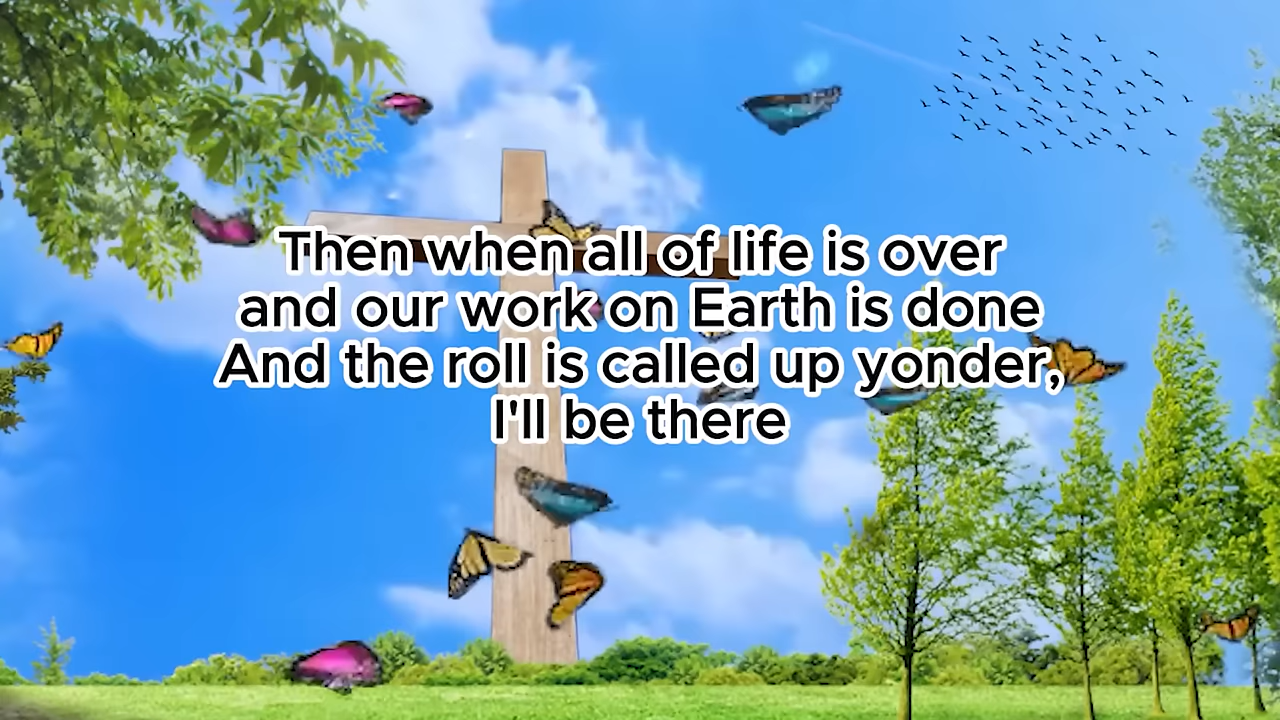 Then when all of life is over
and our work on Earth is done
And the roll is called up yonder,
I'll be there